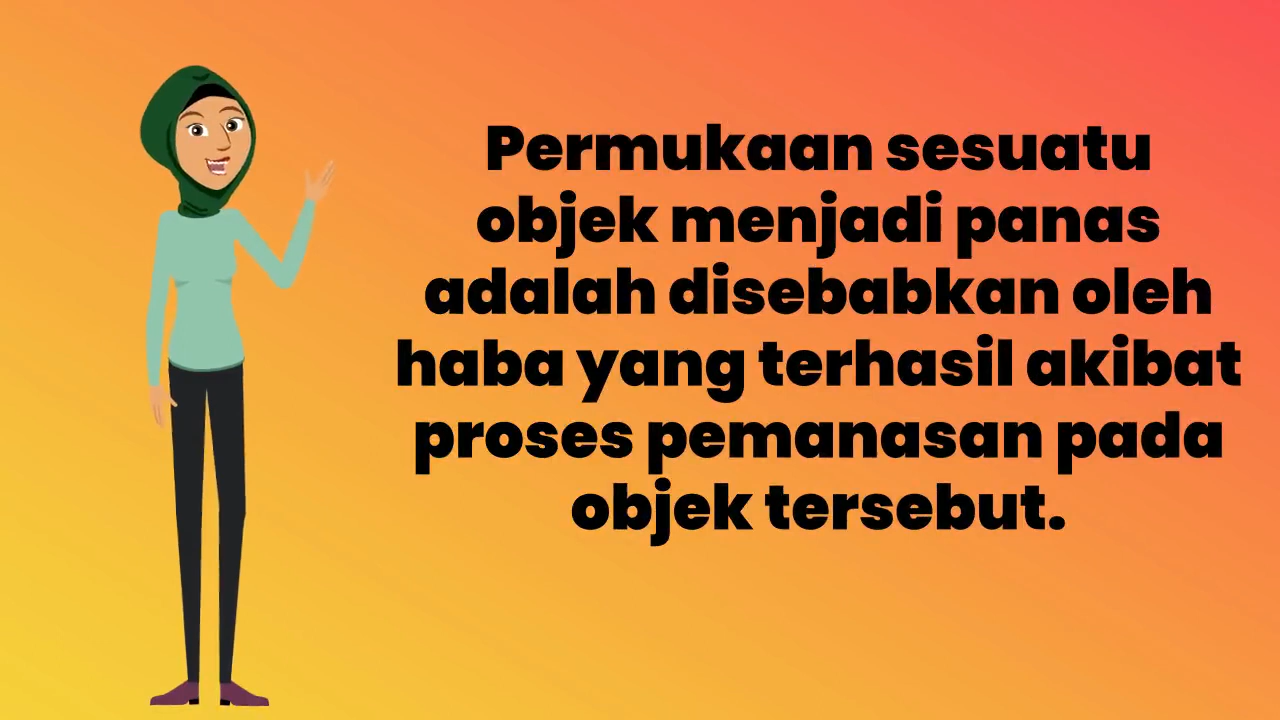 Permukaan sesuatu
objek menjadi panas
adalah disebabkan oleh
haba yang terhasil akibat
proses pemanasan pada
objek tersebut.